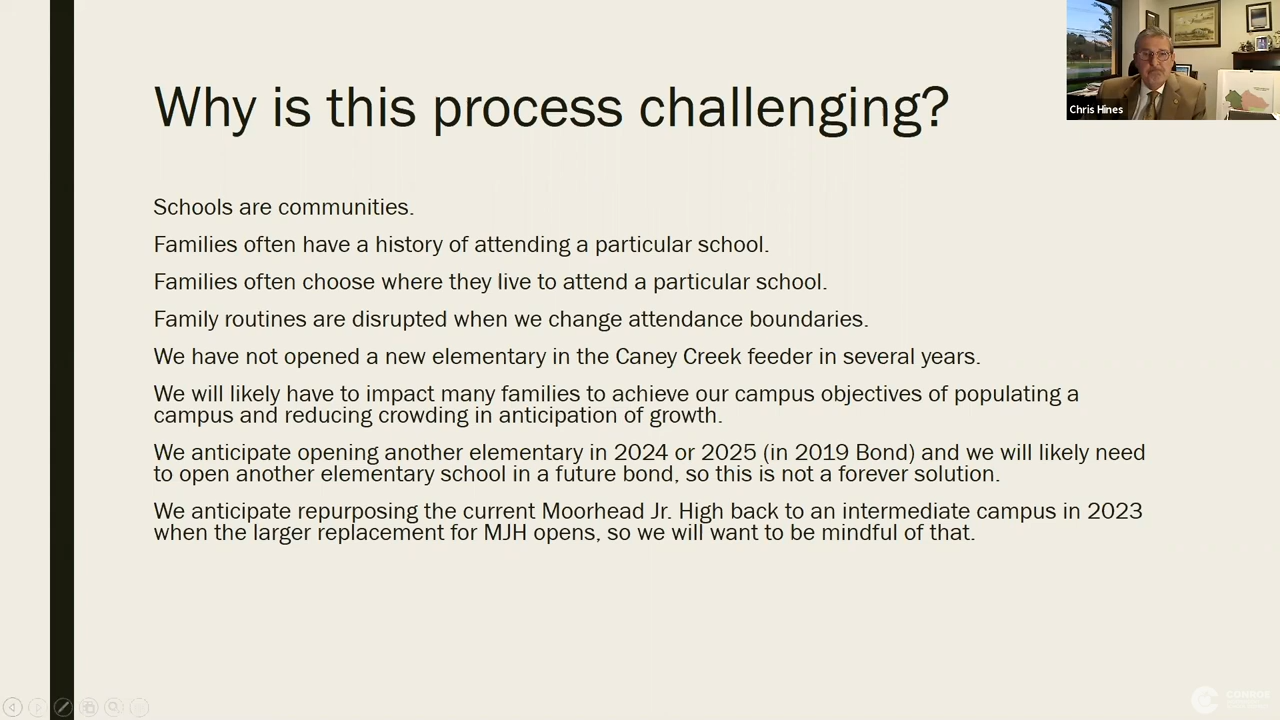 Why is this process challenging?
Chris Hines
Schools are communities.
Families often have a history of attending a particular school.
Families often choose where they live to attend a particular school.
Family routines are disrupted when we change attendance boundaries.
We have not opened a new elementary in the Caney Creek feeder in several years.
We will likely have to impact many families to achieve our campus objectives of populating a
campus and reducing crowding in anticipation of growth.
We anticipate opening another elementary in 2024 or 2025 (in 2019 Bond) and we will likely need
to open another elementary school in a future bond, so this is not a forever solution.
We anticipate repurposing the current Moorhead Jr. High back to an intermediate campus in 2023
when the larger replacement for MJH opens, so we will want to be mindful of that.
CONROE